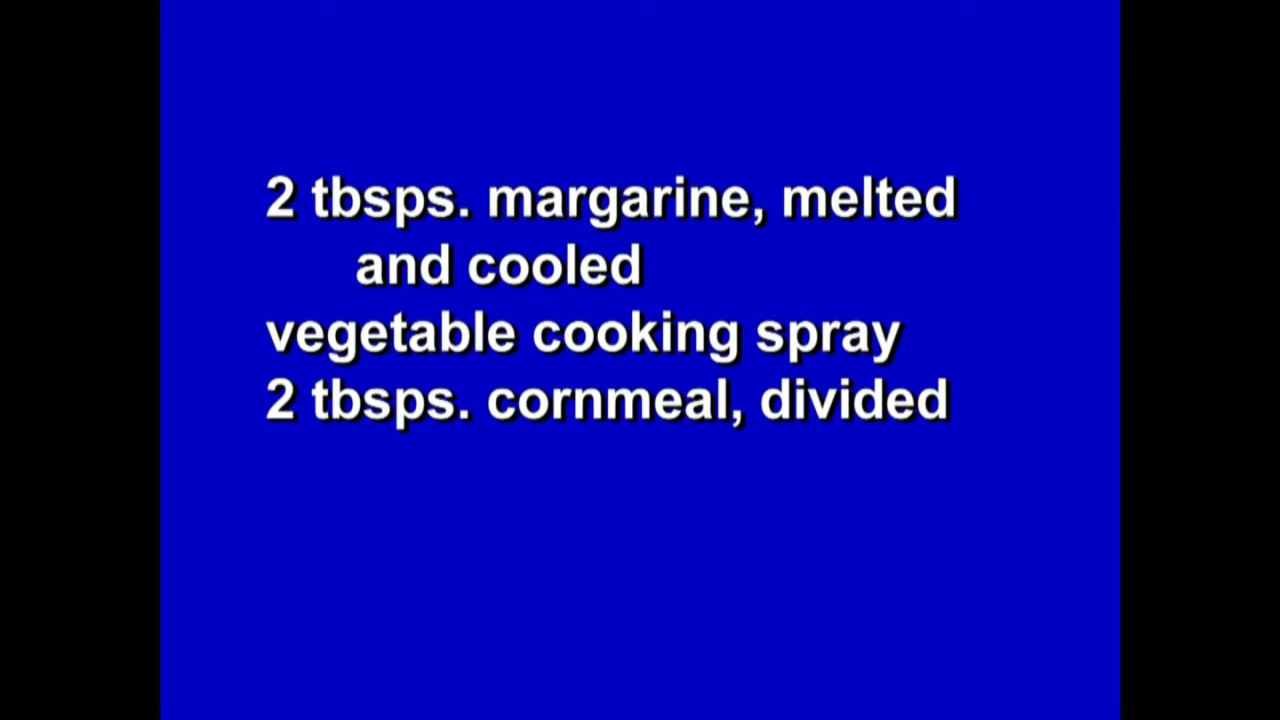 2 tbsps. margarine, melted
and cooled
vegetable cooking spray
2 tbsps. cornmeal, divided